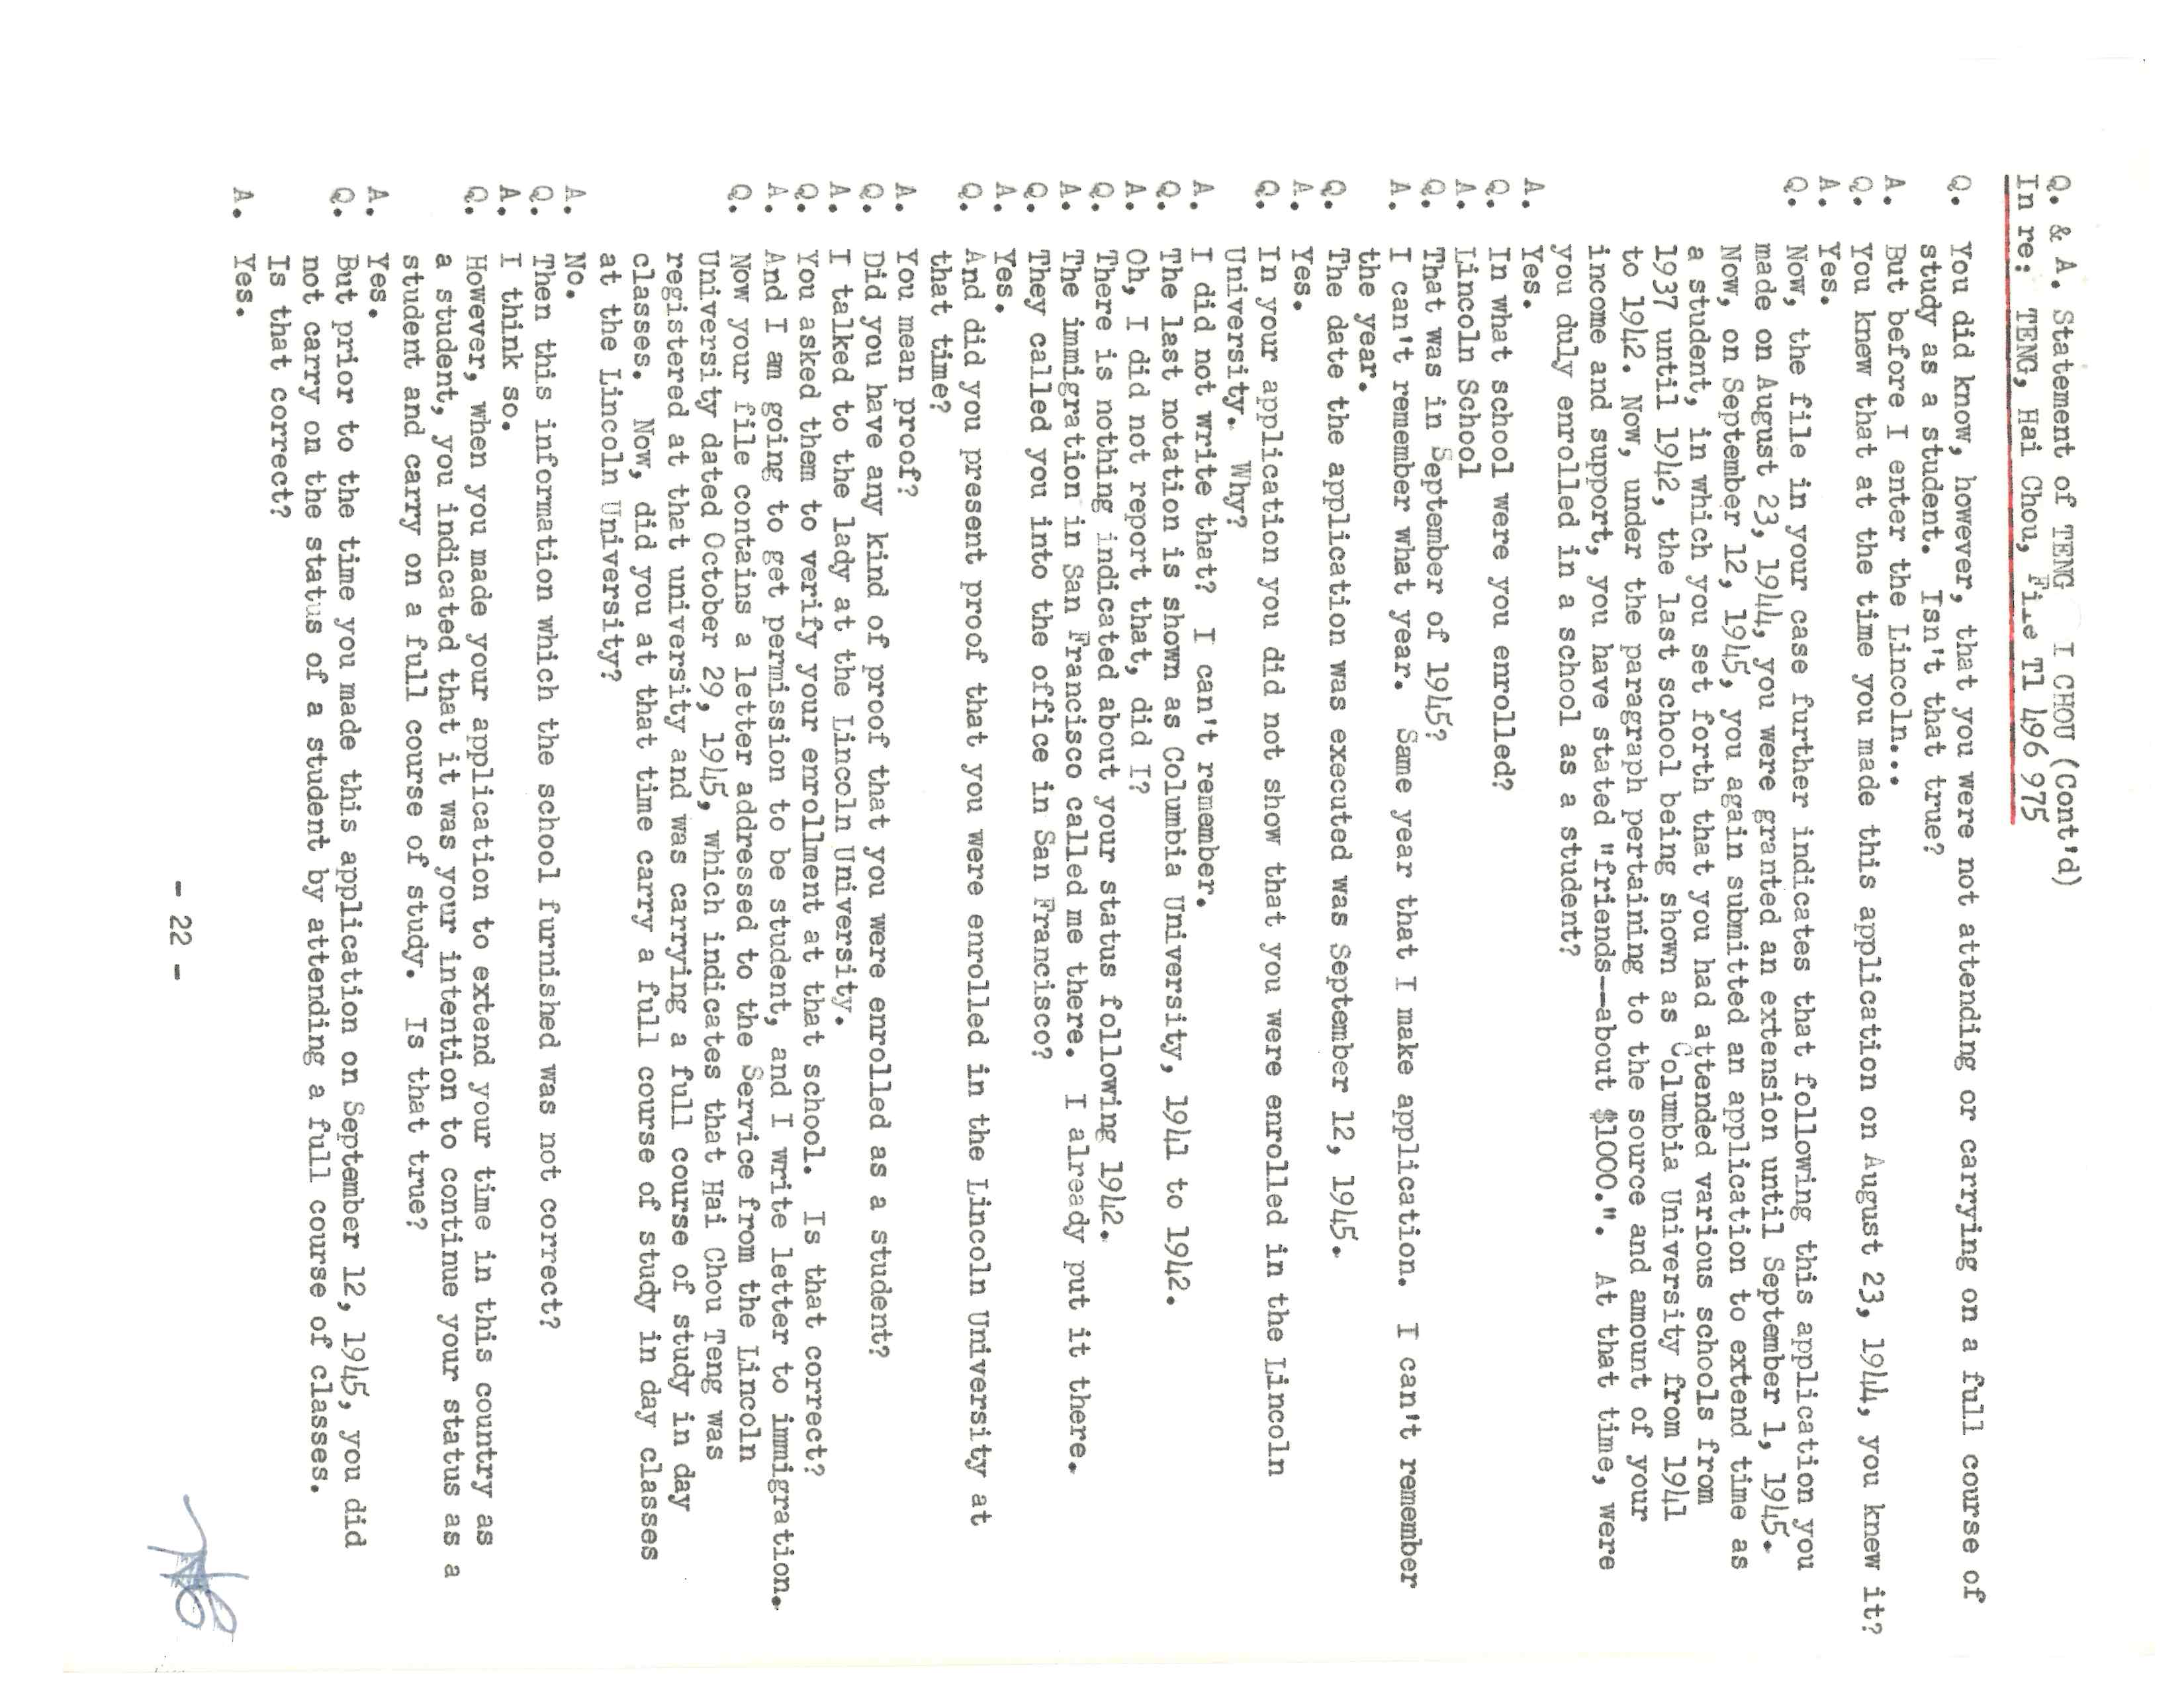 Q. & A. Statement of TENG I CHOU (Cont'd)
In re: TENG, Hai Chou, File T1 496 975
Q. You did know, however, that you were not attending or carrying on a full course of
study as a student. Isn't that true?
A. But before I enter the Lincoln...
Q. You knew that at the time you made this application on August 23, 1944, you knew it?
A. Yes.
Q. Now, the file in your case further indicates that following this application you
made on August 23, 1944, you were granted an extension until September 1, 1945.
Now, on September 12, 1945, you again submitted an application to extend time as
a student, in which you set forth that you had attended various schools from
1937 until 1942, the last school being shown as Columbia University from 1941
to 1942. Now, under the paragraph pertaining to the source and amount of your
income and support, you have stated "friends--about $1000.". At that time, were
you duly enrolled in a school as a student?
A. Yes.
Q. In what school were you enrolled?
A. Lincoln School
Q. That was in September of 1945?
A. I can't remember what year. Same year that I make application. I can't remember
the year.
Q. The date the application was executed was September 12, 1945.
A. Yes.
Q. In your application you did not show that you were enrolled in the Lincoln
University. Why?
A. I did not write that? I can't remember.
Q. The last notation is shown as Columbia University, 1941 to 1942.
A. Oh, I did not report that, did I?
Q. There is nothing indicated about your status following 1942.
A. The immigration in San Francisco called me there. I already put it there.
Q. They called you into the office in San Francisco?
A. Yes.
Q. And did you present proof that you were enrolled in the Lincoln University at
that time?
A. You mean proof?
Q. Did you have any kind of proof that you were enrolled as a student?
A. I talked to the lady at the Lincoln University.
Q. You asked them to verify your enrollment at that school. Is that correct?
A. And I am going to get permission to be student, and I write letter to immigration.
Q. Now your file contains a letter addressed to the Service from the Lincoln
University dated October 29, 1945, which indicates that Hai Chou Teng was
registered at that university and was carrying a full course of study in day
classes. Now, did you at that time carry a full course of study in day classes
at the Lincoln University?
A. No.
Q. Then this information which the school furnished was not correct?
A. I think so.
Q. However, when you made your application to extend your time in this country as
a student, you indicated that it was your intention to continue your status as a
student and carry on a full course of study. Is that true?
A. Yes.
Q. But prior to the time you made this application on September 12, 1945, you did
not carry on the status of a student by attending a full course of classes.
Is that correct?
A. Yes.
- 22 -